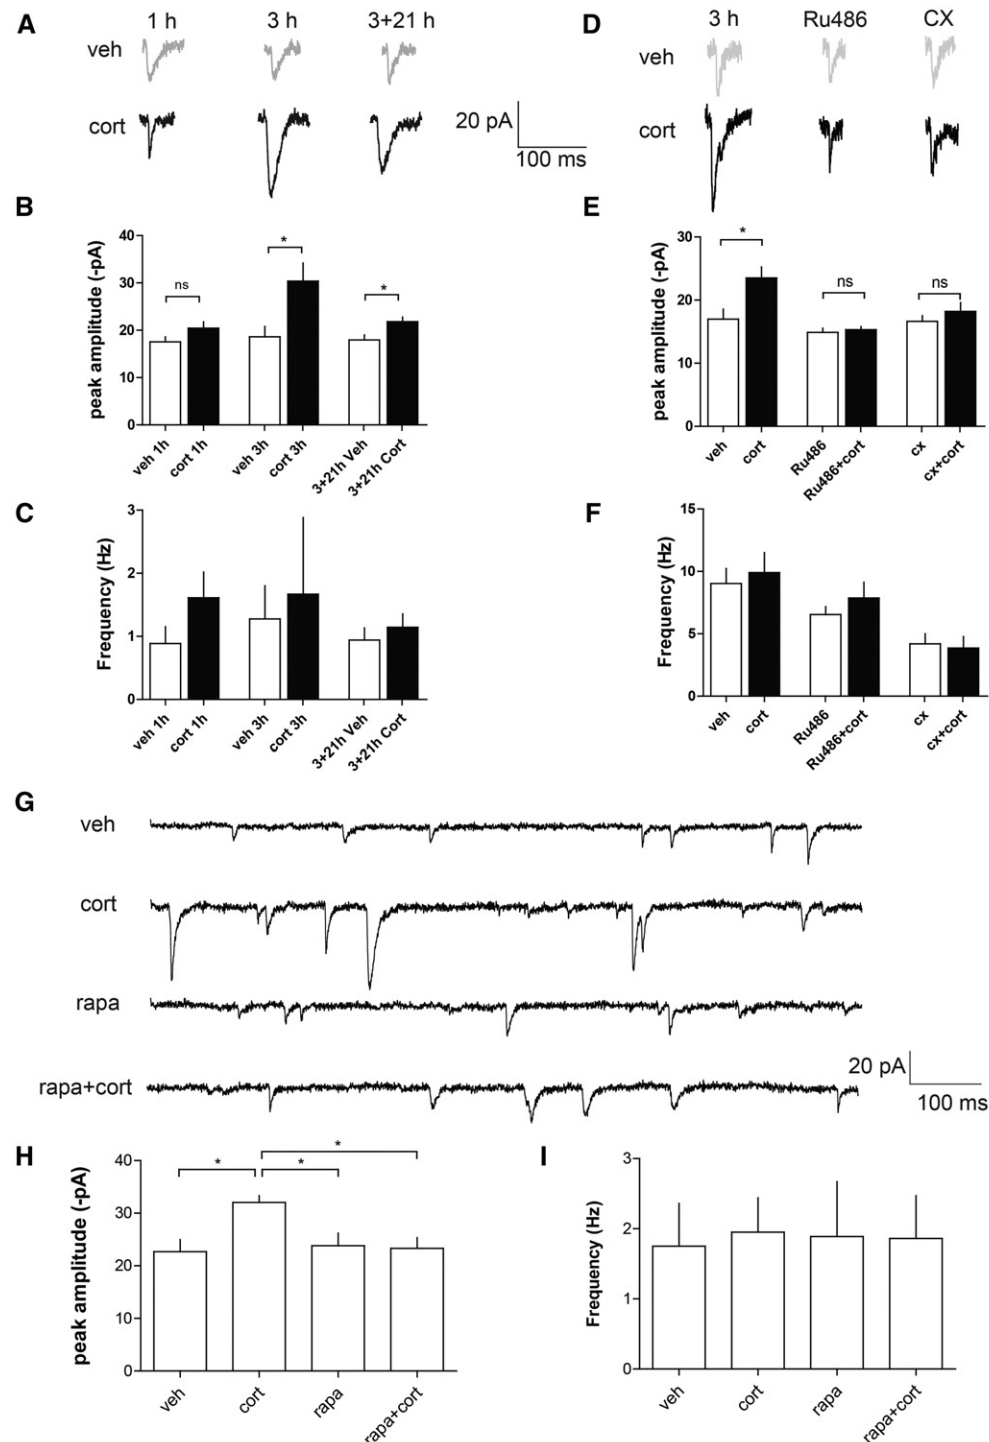 A
1 h 3 h 3+21 h
veh
cort
20 pA
100 ms
D
3 h Ru486 CX
veh
cort
B
peak amplitude (-pA)
40
30
20
10
0
ns
*
*
veh 1h
cort 1h
veh 3h
cort 3h
3+21h Veh
3+21h Cort
E
peak amplitude (-pA)
30
20
10
0
*
ns
ns
veh
cort
Ru486
Ru486+cort
cx
cx+cort
C
Frequency (Hz)
3
2
1
0
veh 1h
cort 1h
veh 3h
cort 3h
3+21h Veh
3+21h Cort
F
Frequency (Hz)
15
10
5
0
veh
cort
Ru486
Ru486+cort
cx
cx+cort
G
veh
cort
rapa
rapa+cort
20 pA
100 ms
H
peak amplitude (-pA)
40
30
20
10
0
*
*
*
veh
cort
rapa
rapa+cort
I
Frequency (Hz)
3
2
1
0
veh
cort
rapa
rapa+cort